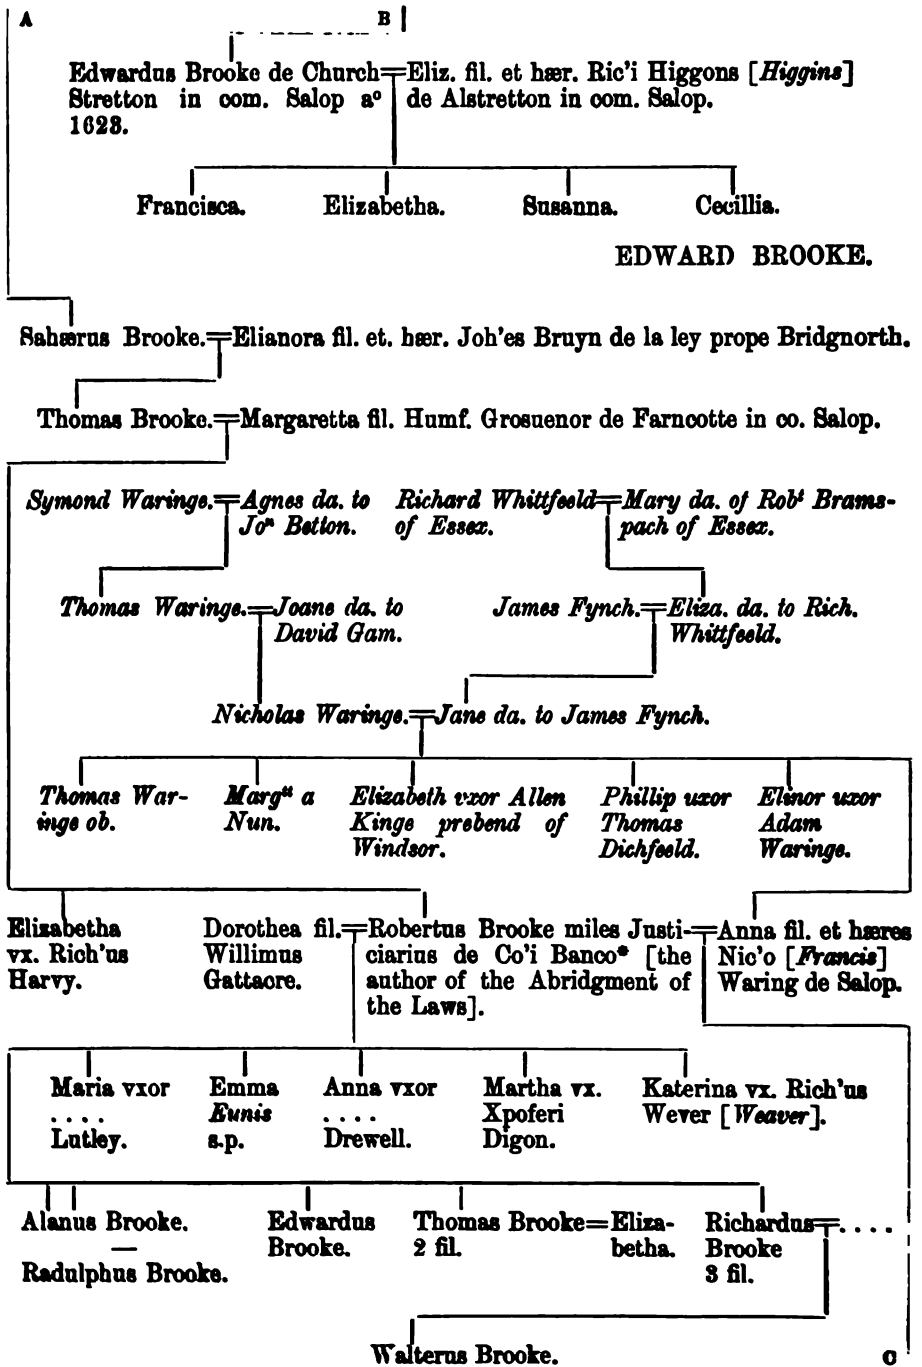 A B
Edwardus Brooke de Church Eliz. fil. et hær. Ric'i Higgons [Higgins]
Stretton in com. Salop aº de Alstretton in com. Salop.
1623.
Francisca. Elizabetha. Susanna. Cecillia.
EDWARD BROOKE.
Sahærus Brooke. Elianora fil. et. hær. Joh'es Bruyn de la ley prope Bridgnorth.
Thomas Brooke. Margaretta fil. Humf. Grosuenor de Farncotte in co. Salop.
Symond Waringe. Agnes da. to Richard Whittfeeld Mary da. of Robᵗ Brams-
Joⁿ Betton. of Essex. pach of Essex.
Thomas Waringe. Joane da. to James Fynch. Eliza. da. to Rich.
David Gam. Whittfeeld.
Nicholas Waringe. Jane da. to James Fynch.
Thomas War- Margᵗᵗ a Elizabeth vxor Allen Phillip uxor Elinor uxor
inge ob. Nun. Kinge prebend of Thomas Adam
Windsor. Dichfeeld. Waringe.
Elizabetha Dorothea fil. Robertus Brooke miles Justi- Anna fil. et hæres
vx. Rich'us Willimus ciarius de Co'i Banco* [the Nic'o [Francis]
Harvy. Gattacre. author of the Abridgment of Waring de Salop.
the Laws].
Maria vxor Emma Anna vxor Martha vx. Katerina vx. Rich'us
.... Eunis .... Xpoferi Wever [Weaver].
Lutley. s.p. Drewell. Digon.
Alanus Brooke. Edwardus Thomas Brooke=Eliza- Richardus ....
— Brooke. 2 fil. betha. Brooke
Radulphus Brooke. 3 fil.
Walterus Brooke. C